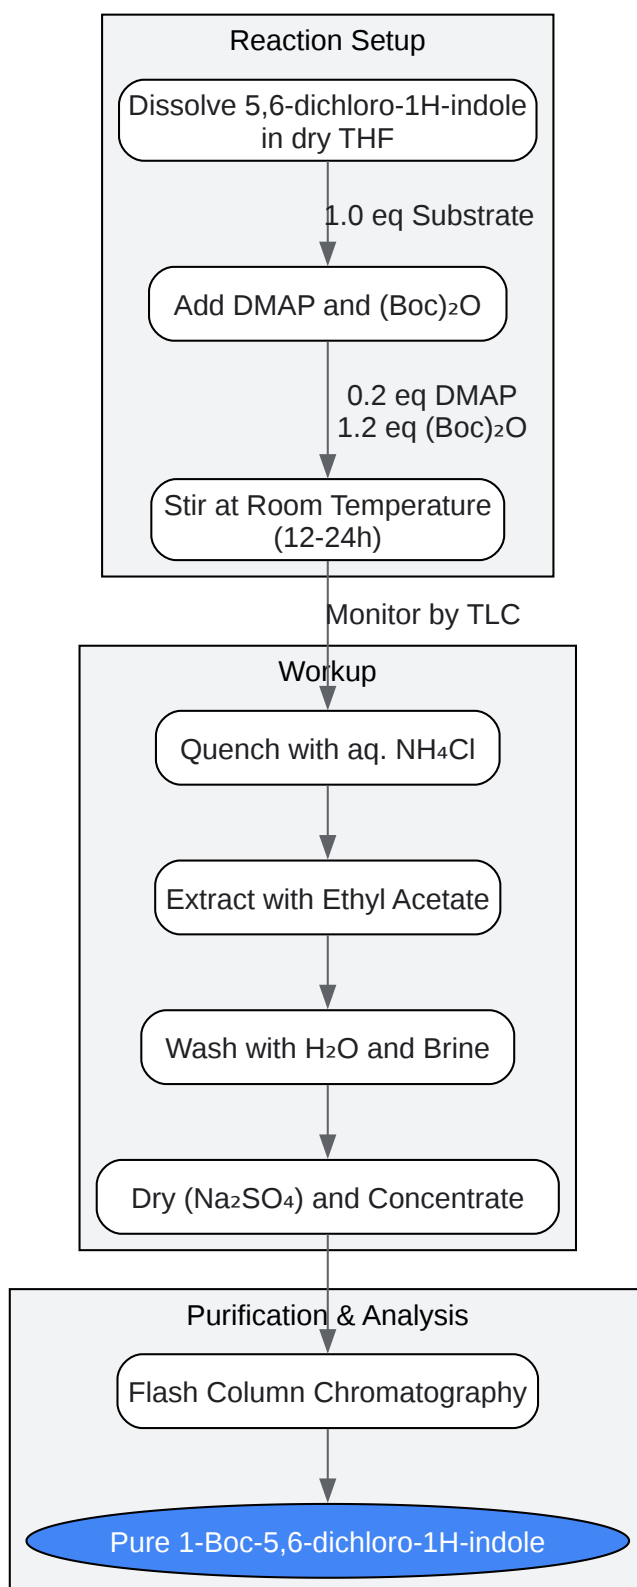 Reaction Setup
Dissolve 5,6-dichloro-1H-indole
in dry THF
1.0 eq Substrate
Add DMAP and (Boc)₂O
0.2 eq DMAP
1.2 eq (Boc)₂O
Stir at Room Temperature
(12-24h)
Monitor by TLC
Workup
Quench with aq. NH₄Cl
Extract with Ethyl Acetate
Wash with H₂O and Brine
Dry (Na₂SO₄) and Concentrate
Purification & Analysis
Flash Column Chromatography
Pure 1-Boc-5,6-dichloro-1H-indole